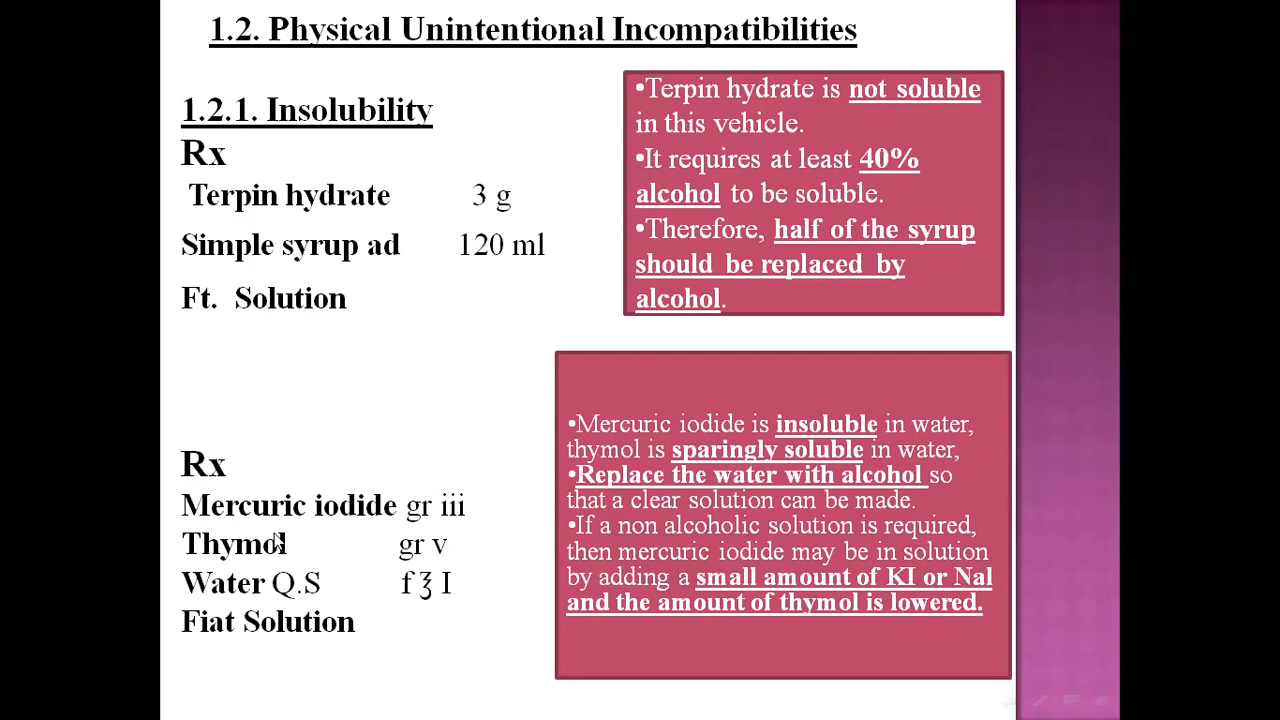 1.2. Physical Unintentional Incompatibilities
1.2.1. Insolubility
Rx
Terpin hydrate 3 g
Simple syrup ad 120 ml
Ft. Solution
•Terpin hydrate is not soluble
in this vehicle.
•It requires at least 40%
alcohol to be soluble.
•Therefore, half of the syrup
should be replaced by
alcohol.
Rx
Mercuric iodide gr iii
Thymol gr v
Water Q.S f ʒ I
Fiat Solution
•Mercuric iodide is insoluble in water,
thymol is sparingly soluble in water,
•Replace the water with alcohol so
that a clear solution can be made.
•If a non alcoholic solution is required,
then mercuric iodide may be in solution
by adding a small amount of KI or NaI
and the amount of thymol is lowered.